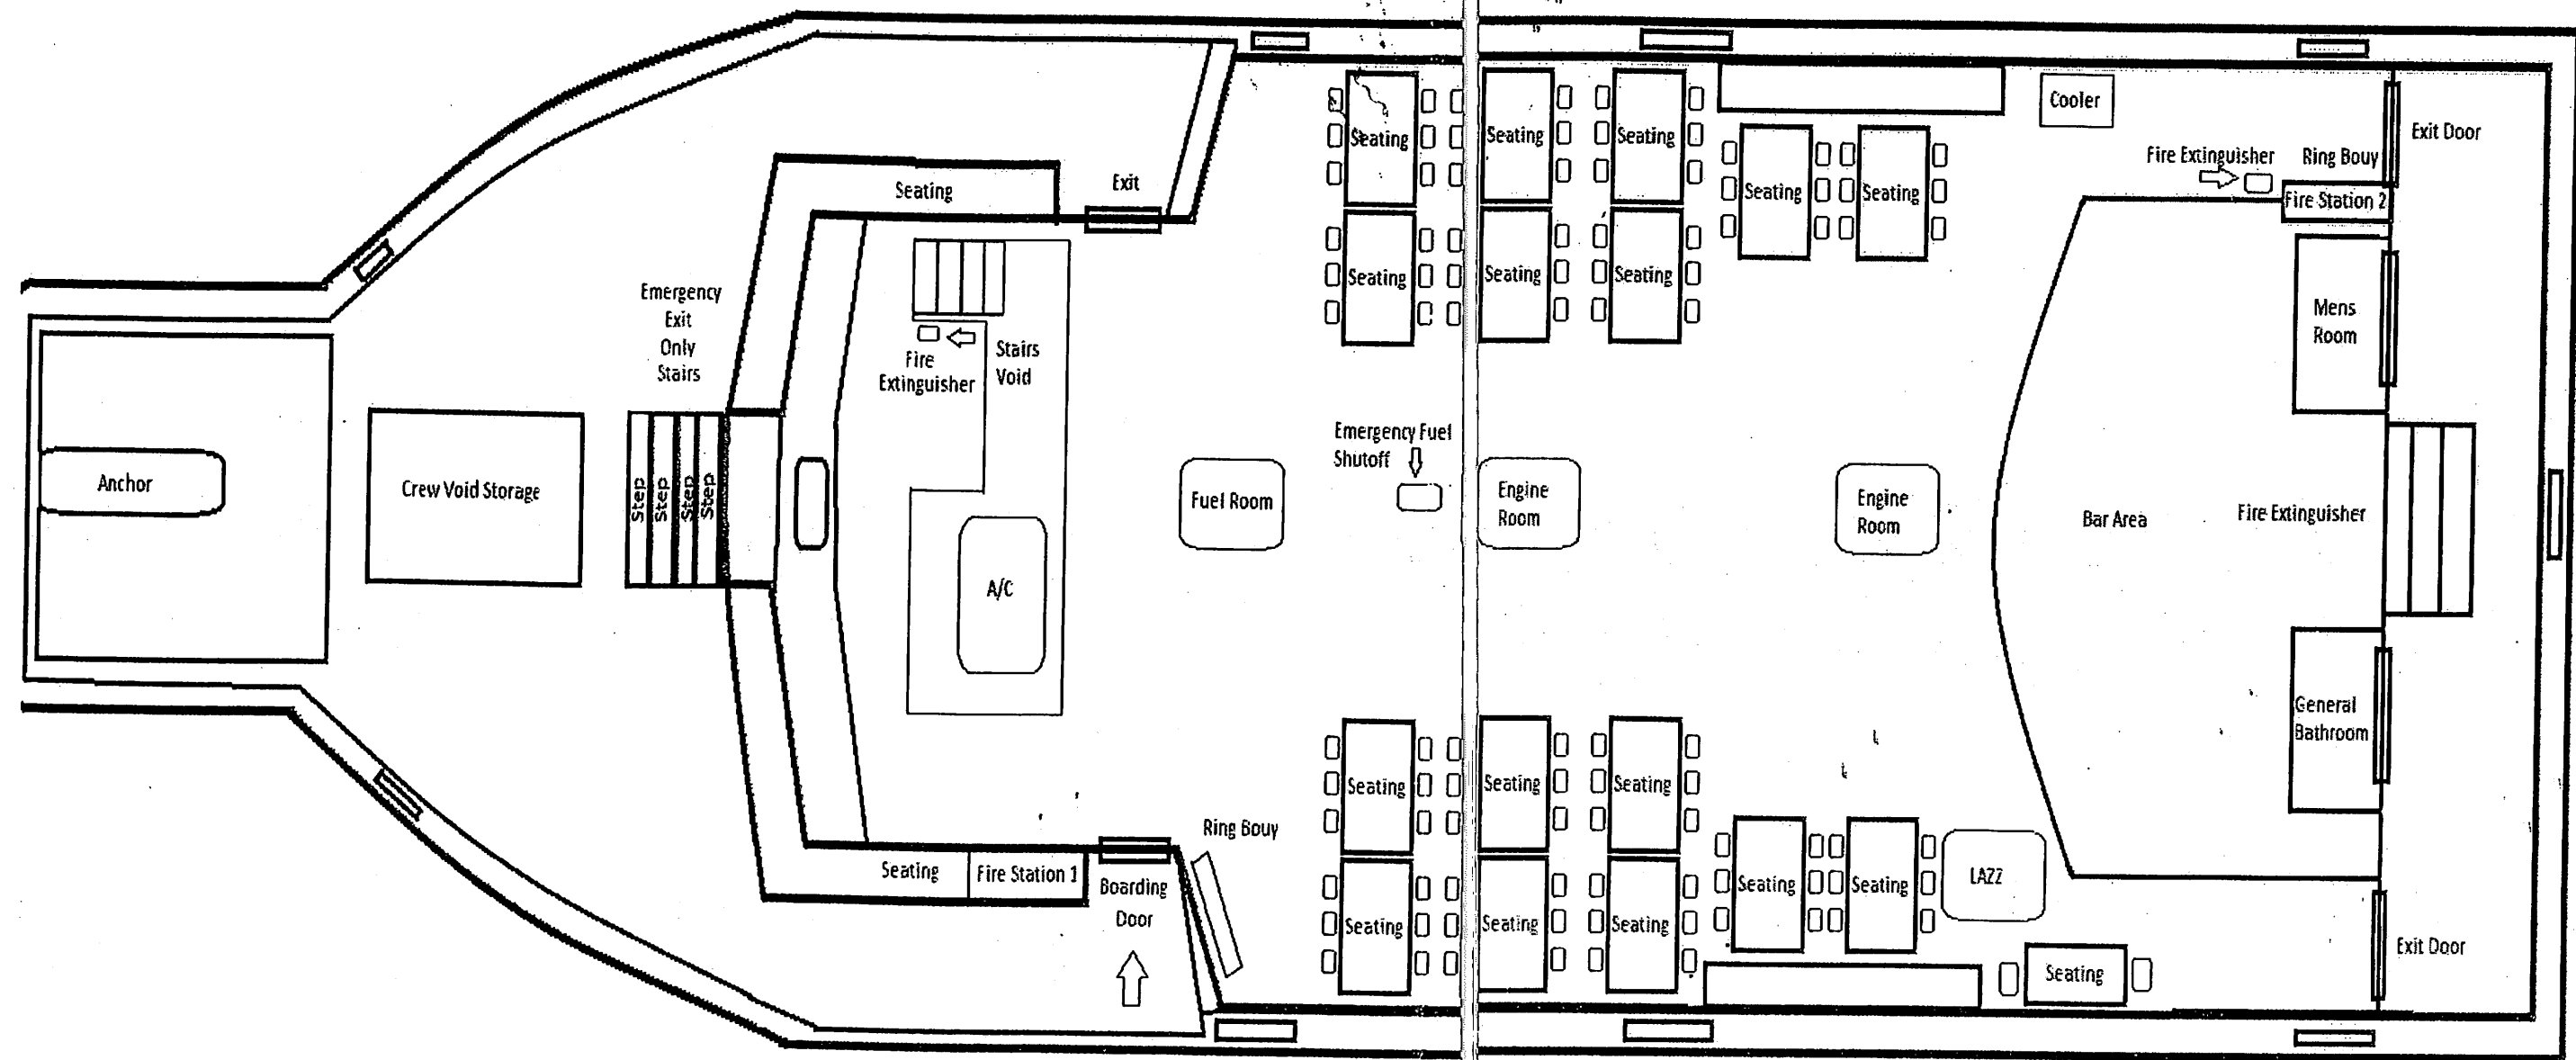 Seating
Exit
Emergency
Exit
Only
Stairs
Fire
Extinguisher
Stairs
Void
Anchor
Crew Void Storage
Step
Step
Step
Step
A/C
Fuel Room
Emergency Fuel
Shutoff
Engine
Room
Engine
Room
Seating
Seating
Seating
Seating
Seating
Seating
Seating
Seating
Cooler
Fire Extinguisher
Ring Bouy
Exit Door
Fire Station 2
Mens
Room
Bar Area
Fire Extinguisher
General
Bathroom
Seating
Fire Station 1
Boarding
Door
Ring Bouy
Seating
Seating
Seating
Seating
Seating
Seating
Seating
Seating
LAZZ
Seating
Exit Door